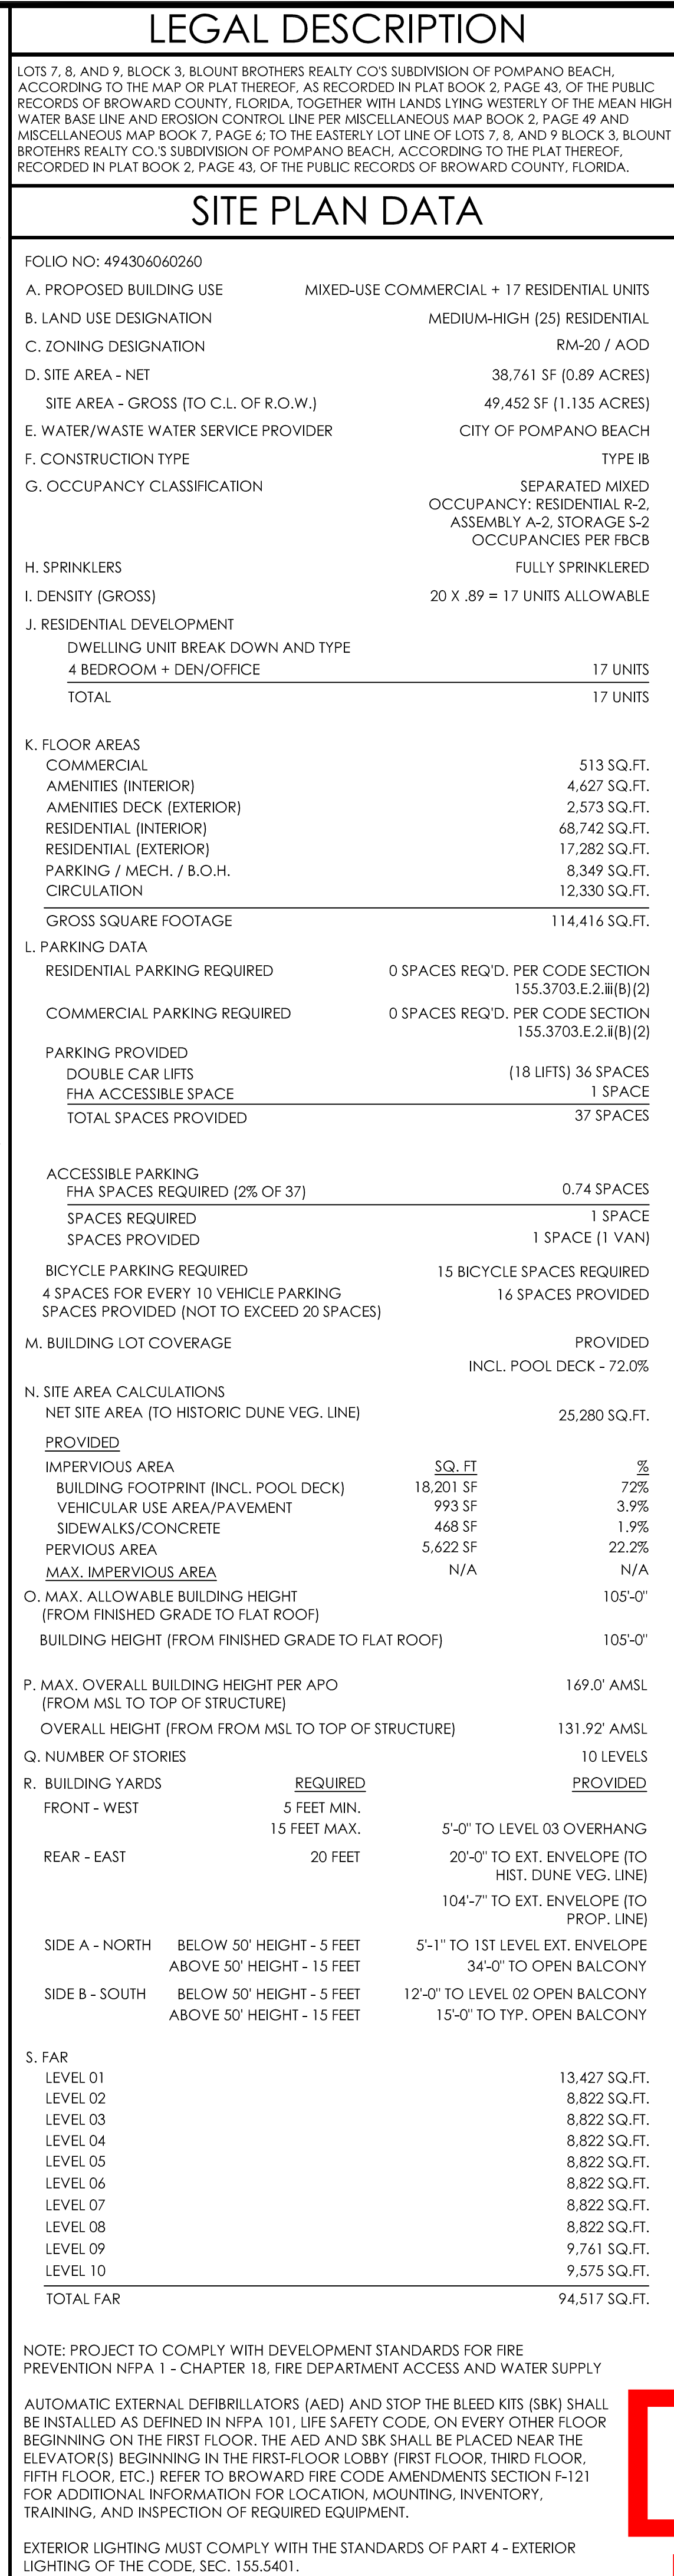 LEGAL DESCRIPTION
LOTS 7, 8, AND 9, BLOCK 3, BLOUNT BROTHERS REALTY CO'S SUBDIVISION OF POMPANO BEACH,
ACCORDING TO THE MAP OR PLAT THEREOF, AS RECORDED IN PLAT BOOK 2, PAGE 43, OF THE PUBLIC
RECORDS OF BROWARD COUNTY, FLORIDA, TOGETHER WITH LANDS LYING WESTERLY OF THE MEAN HIGH
WATER BASE LINE AND EROSION CONTROL LINE PER MISCELLANEOUS MAP BOOK 2, PAGE 49 AND
MISCELLANEOUS MAP BOOK 7, PAGE 6; TO THE EASTERLY LOT LINE OF LOTS 7, 8, AND 9 BLOCK 3, BLOUNT
BROTEHRS REALTY CO.'S SUBDIVISION OF POMPANO BEACH, ACCORDING TO THE PLAT THEREOF,
RECORDED IN PLAT BOOK 2, PAGE 43, OF THE PUBLIC RECORDS OF BROWARD COUNTY, FLORIDA.
SITE PLAN DATA
FOLIO NO: 494306060260
A. PROPOSED BUILDING USE MIXED-USE COMMERCIAL + 17 RESIDENTIAL UNITS
B. LAND USE DESIGNATION MEDIUM-HIGH (25) RESIDENTIAL
C. ZONING DESIGNATION RM-20 / AOD
D. SITE AREA - NET 38,761 SF (0.89 ACRES)
SITE AREA - GROSS (TO C.L. OF R.O.W.) 49,452 SF (1.135 ACRES)
E. WATER/WASTE WATER SERVICE PROVIDER CITY OF POMPANO BEACH
F. CONSTRUCTION TYPE TYPE IB
G. OCCUPANCY CLASSIFICATION SEPARATED MIXED
OCCUPANCY: RESIDENTIAL R-2,
ASSEMBLY A-2, STORAGE S-2
OCCUPANCIES PER FBCB
H. SPRINKLERS FULLY SPRINKLERED
I. DENSITY (GROSS) 20 X .89 = 17 UNITS ALLOWABLE
J. RESIDENTIAL DEVELOPMENT
DWELLING UNIT BREAK DOWN AND TYPE
4 BEDROOM + DEN/OFFICE 17 UNITS
TOTAL 17 UNITS
K. FLOOR AREAS
COMMERCIAL 513 SQ.FT.
AMENITIES (INTERIOR) 4,627 SQ.FT.
AMENITIES DECK (EXTERIOR) 2,573 SQ.FT.
RESIDENTIAL (INTERIOR) 68,742 SQ.FT.
RESIDENTIAL (EXTERIOR) 17,282 SQ.FT.
PARKING / MECH. / B.O.H. 8,349 SQ.FT.
CIRCULATION 12,330 SQ.FT.
GROSS SQUARE FOOTAGE 114,416 SQ.FT.
L. PARKING DATA
RESIDENTIAL PARKING REQUIRED 0 SPACES REQ'D. PER CODE SECTION
155.3703.E.2.iii(B)(2)
COMMERCIAL PARKING REQUIRED 0 SPACES REQ'D. PER CODE SECTION
155.3703.E.2.ii(B)(2)
PARKING PROVIDED
DOUBLE CAR LIFTS (18 LIFTS) 36 SPACES
FHA ACCESSIBLE SPACE 1 SPACE
TOTAL SPACES PROVIDED 37 SPACES
ACCESSIBLE PARKING
FHA SPACES REQUIRED (2% OF 37) 0.74 SPACES
SPACES REQUIRED 1 SPACE
SPACES PROVIDED 1 SPACE (1 VAN)
BICYCLE PARKING REQUIRED 15 BICYCLE SPACES REQUIRED
4 SPACES FOR EVERY 10 VEHICLE PARKING 16 SPACES PROVIDED
SPACES PROVIDED (NOT TO EXCEED 20 SPACES)
M. BUILDING LOT COVERAGE PROVIDED
INCL. POOL DECK - 72.0%
N. SITE AREA CALCULATIONS
NET SITE AREA (TO HISTORIC DUNE VEG. LINE) 25,280 SQ.FT.
PROVIDED
IMPERVIOUS AREA SQ. FT %
BUILDING FOOTPRINT (INCL. POOL DECK) 18,201 SF 72%
VEHICULAR USE AREA/PAVEMENT 993 SF 3.9%
SIDEWALKS/CONCRETE 468 SF 1.9%
PERVIOUS AREA 5,622 SF 22.2%
MAX. IMPERVIOUS AREA N/A N/A
O. MAX. ALLOWABLE BUILDING HEIGHT 105'-0"
(FROM FINISHED GRADE TO FLAT ROOF)
BUILDING HEIGHT (FROM FINISHED GRADE TO FLAT ROOF) 105'-0"
P. MAX. OVERALL BUILDING HEIGHT PER APO 169.0' AMSL
(FROM MSL TO TOP OF STRUCTURE)
OVERALL HEIGHT (FROM FROM MSL TO TOP OF STRUCTURE) 131.92' AMSL
Q. NUMBER OF STORIES 10 LEVELS
R. BUILDING YARDS REQUIRED PROVIDED
FRONT - WEST 5 FEET MIN.
15 FEET MAX. 5'-0" TO LEVEL 03 OVERHANG
REAR - EAST 20 FEET 20'-0" TO EXT. ENVELOPE (TO
HIST. DUNE VEG. LINE)
104'-7" TO EXT. ENVELOPE (TO
PROP. LINE)
SIDE A - NORTH BELOW 50' HEIGHT - 5 FEET 5'-1" TO 1ST LEVEL EXT. ENVELOPE
ABOVE 50' HEIGHT - 15 FEET 34'-0" TO OPEN BALCONY
SIDE B - SOUTH BELOW 50' HEIGHT - 5 FEET 12'-0" TO LEVEL 02 OPEN BALCONY
ABOVE 50' HEIGHT - 15 FEET 15'-0" TO TYP. OPEN BALCONY
S. FAR
LEVEL 01 13,427 SQ.FT.
LEVEL 02 8,822 SQ.FT.
LEVEL 03 8,822 SQ.FT.
LEVEL 04 8,822 SQ.FT.
LEVEL 05 8,822 SQ.FT.
LEVEL 06 8,822 SQ.FT.
LEVEL 07 8,822 SQ.FT.
LEVEL 08 8,822 SQ.FT.
LEVEL 09 9,761 SQ.FT.
LEVEL 10 9,575 SQ.FT.
TOTAL FAR 94,517 SQ.FT.
NOTE: PROJECT TO COMPLY WITH DEVELOPMENT STANDARDS FOR FIRE
PREVENTION NFPA 1 - CHAPTER 18, FIRE DEPARTMENT ACCESS AND WATER SUPPLY
AUTOMATIC EXTERNAL DEFIBRILLATORS (AED) AND STOP THE BLEED KITS (SBK) SHALL
BE INSTALLED AS DEFINED IN NFPA 101, LIFE SAFETY CODE, ON EVERY OTHER FLOOR
BEGINNING ON THE FIRST FLOOR. THE AED AND SBK SHALL BE PLACED NEAR THE
ELEVATOR(S) BEGINNING IN THE FIRST-FLOOR LOBBY (FIRST FLOOR, THIRD FLOOR,
FIFTH FLOOR, ETC.) REFER TO BROWARD FIRE CODE AMENDMENTS SECTION F-121
FOR ADDITIONAL INFORMATION FOR LOCATION, MOUNTING, INVENTORY,
TRAINING, AND INSPECTION OF REQUIRED EQUIPMENT.
EXTERIOR LIGHTING MUST COMPLY WITH THE STANDARDS OF PART 4 - EXTERIOR
LIGHTING OF THE CODE, SEC. 155.5401.